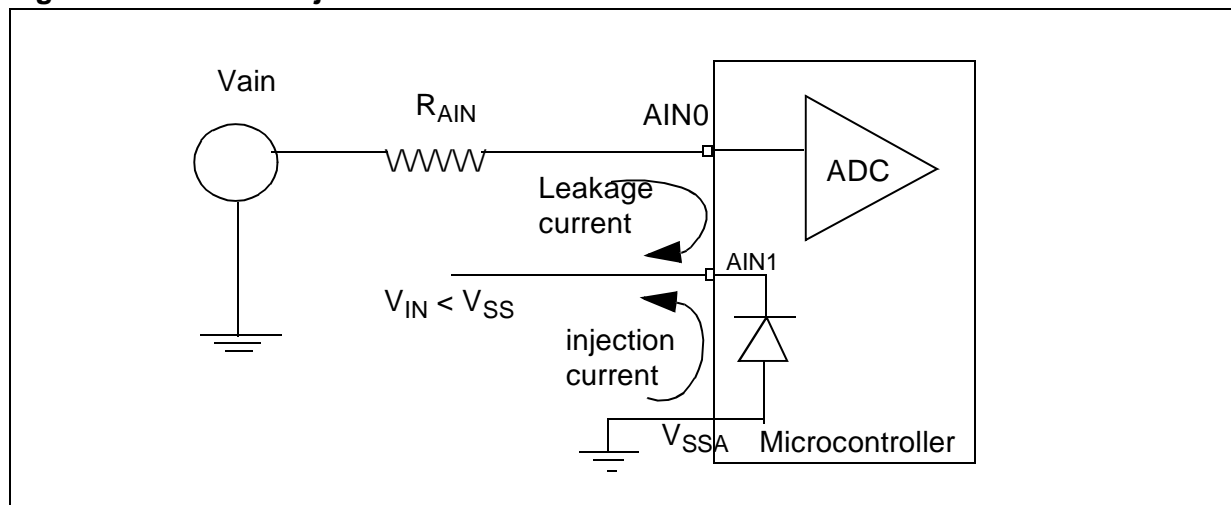 Vain
RAIN
AIN0
ADC
Leakage
current
AIN1
VIN < VSS
injection
current
VSSA
Microcontroller